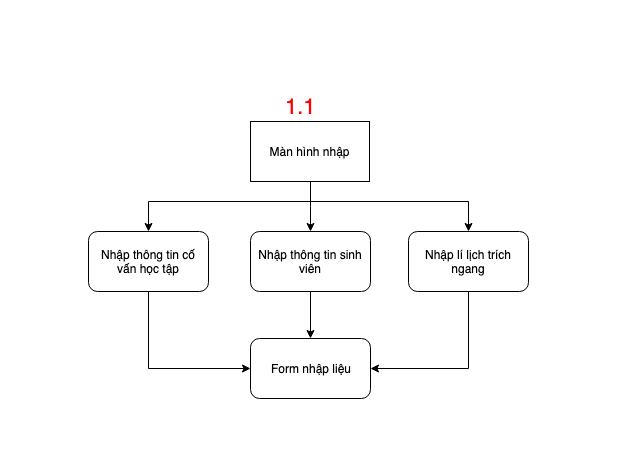 1.1
Màn hình nhập
Nhập thông tin cố
vấn học tập
Nhập thông tin sinh
viên
Nhập lí lịch trích
ngang
Form nhập liệu